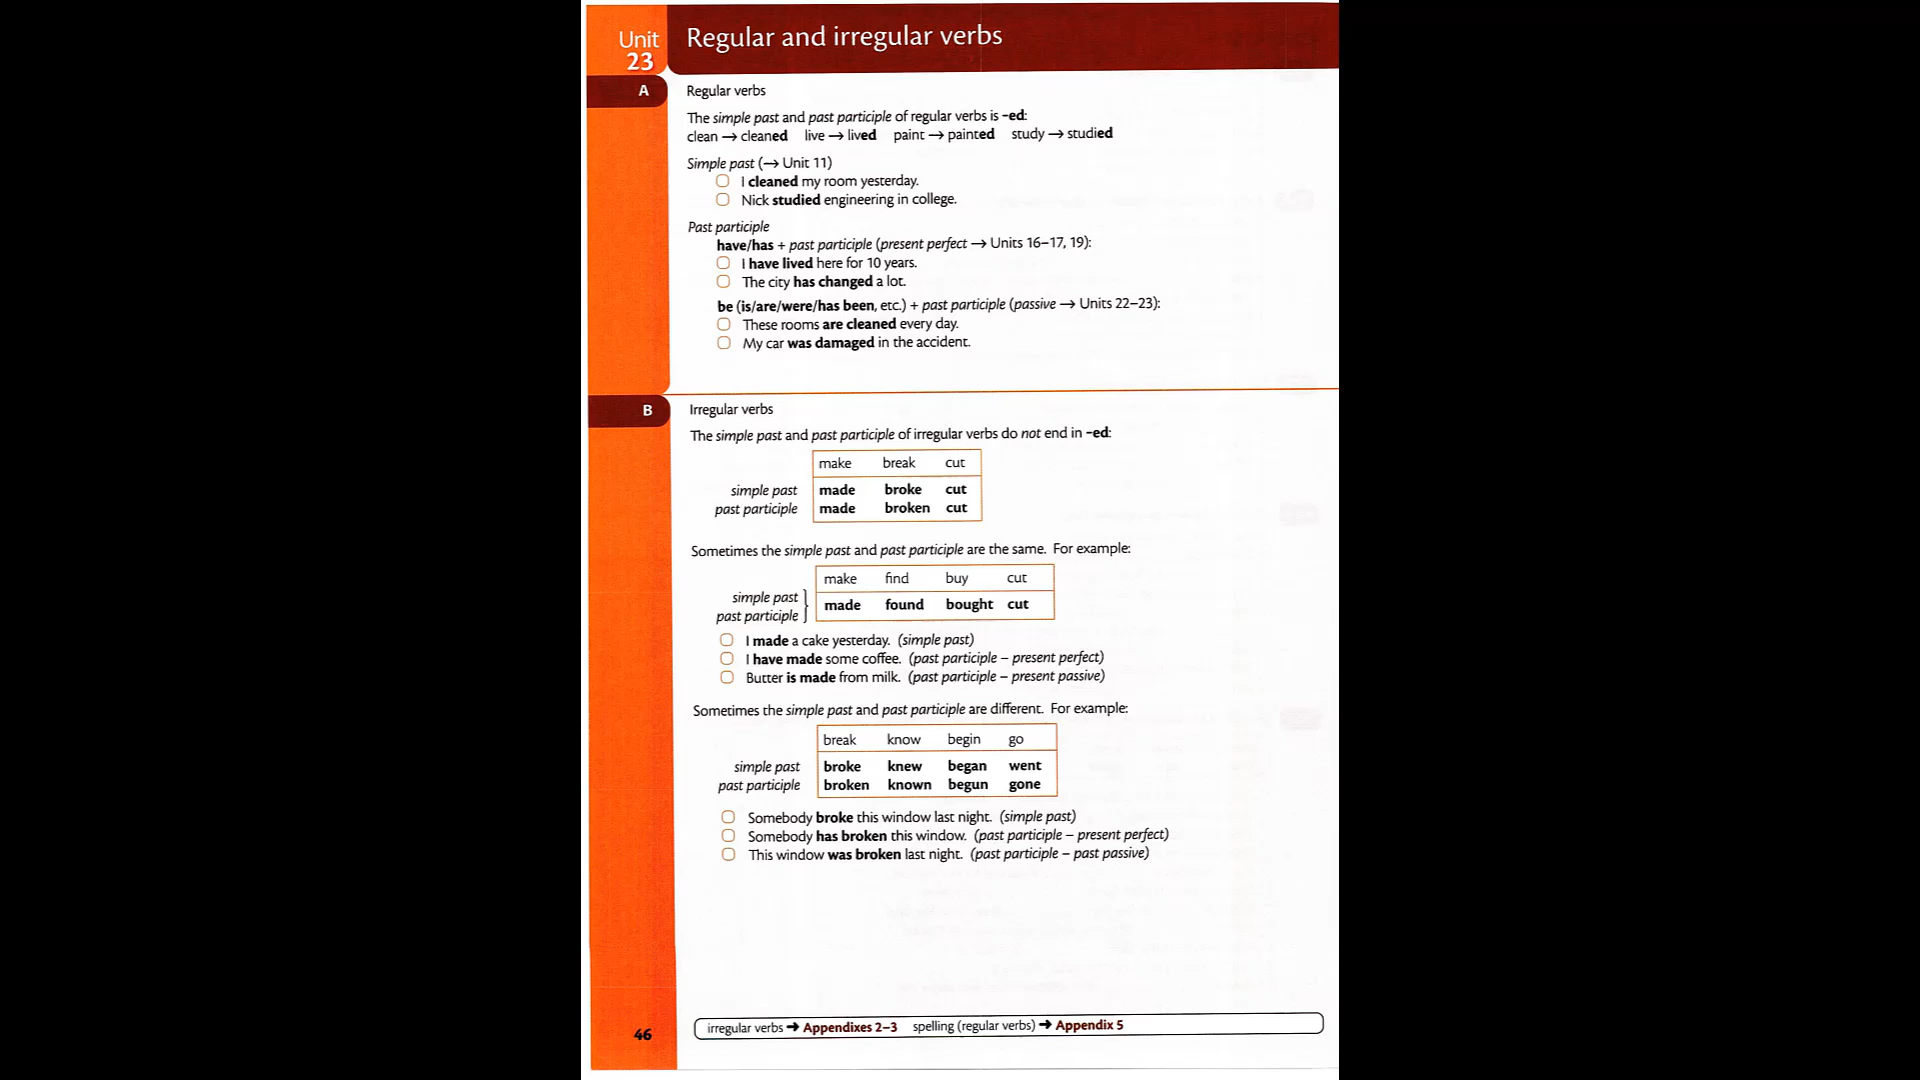 Unit
23
Regular and irregular verbs
A
Regular verbs
The simple past and past participle of regular verbs is -ed:
clean → cleaned live → lived paint → painted study → studied
Simple past (→ Unit 11)
I cleaned my room yesterday.
Nick studied engineering in college.
Past participle
have/has + past participle (present perfect → Units 16–17, 19):
I have lived here for 10 years.
The city has changed a lot.
be (is/are/were/has been, etc.) + past participle (passive → Units 22–23):
These rooms are cleaned every day.
My car was damaged in the accident.
B
Irregular verbs
The simple past and past participle of irregular verbs do not end in -ed:
make break cut
simple past made broke cut
past participle made broken cut
Sometimes the simple past and past participle are the same. For example:
make find buy cut
simple past
past participle } made found bought cut
I made a cake yesterday. (simple past)
I have made some coffee. (past participle – present perfect)
Butter is made from milk. (past participle – present passive)
Sometimes the simple past and past participle are different. For example:
break know begin go
simple past broke knew began went
past participle broken known begun gone
Somebody broke this window last night. (simple past)
Somebody has broken this window. (past participle – present perfect)
This window was broken last night. (past participle – past passive)
46
irregular verbs → Appendixes 2–3 spelling (regular verbs) → Appendix 5